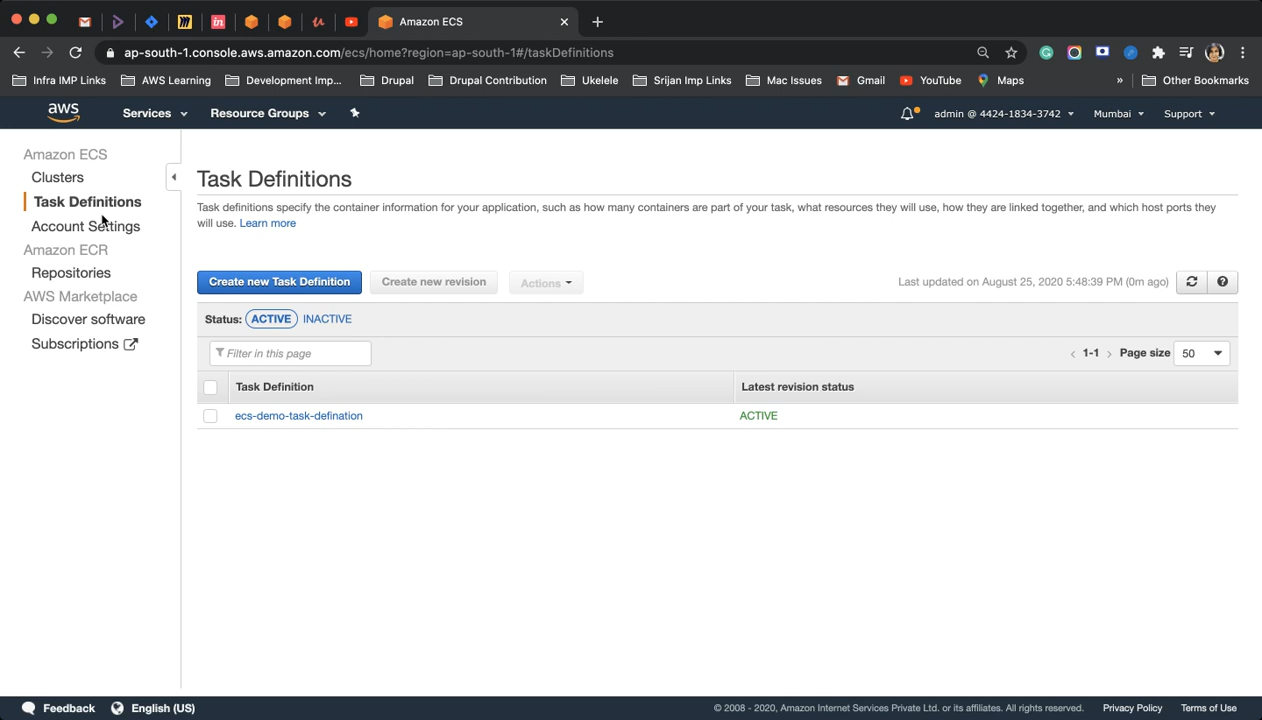 Amazon ECS
ap-south-1.console.aws.amazon.com/ecs/home?region=ap-south-1#/taskDefinitions
Infra IMP Links AWS Learning Development Imp... Drupal Drupal Contribution Ukelele Srijan Imp Links Mac Issues Gmail YouTube Maps » Other Bookmarks
aws Services Resource Groups admin @ 4424-1834-3742 Mumbai Support
Amazon ECS
Clusters
Task Definitions
Account Settings
Amazon ECR
Repositories
AWS Marketplace
Discover software
Subscriptions
Task Definitions
Task definitions specify the container information for your application, such as how many containers are part of your task, what resources they will use, how they are linked together, and which host ports they
will use. Learn more
Create new Task Definition Create new revision Actions Last updated on August 25, 2020 5:48:39 PM (0m ago)
Status: ACTIVE INACTIVE
Filter in this page < 1-1 > Page size 50
Task Definition Latest revision status
ecs-demo-task-defination ACTIVE
Feedback English (US) © 2008 - 2020, Amazon Internet Services Private Ltd. or its affiliates. All rights reserved. Privacy Policy Terms of Use